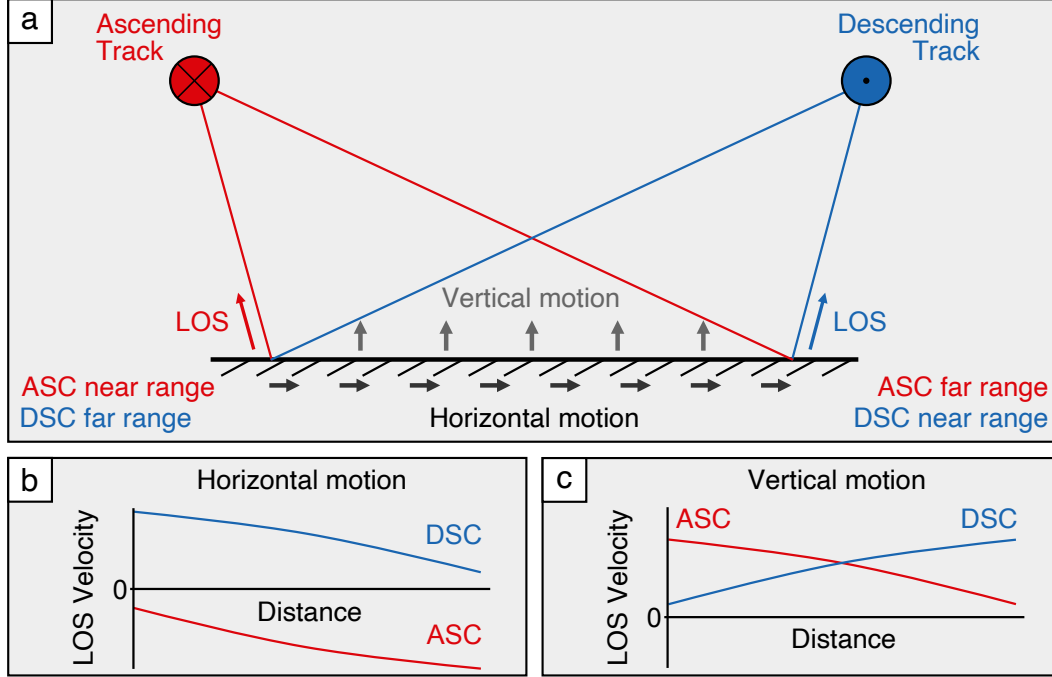 a
Ascending
Track
Descending
Track
Vertical motion
LOS
LOS
ASC near range
DSC far range
Horizontal motion
ASC far range
DSC near range
b
Horizontal motion
LOS Velocity
DSC
0
Distance
ASC
c
Vertical motion
LOS Velocity
ASC
DSC
0
Distance